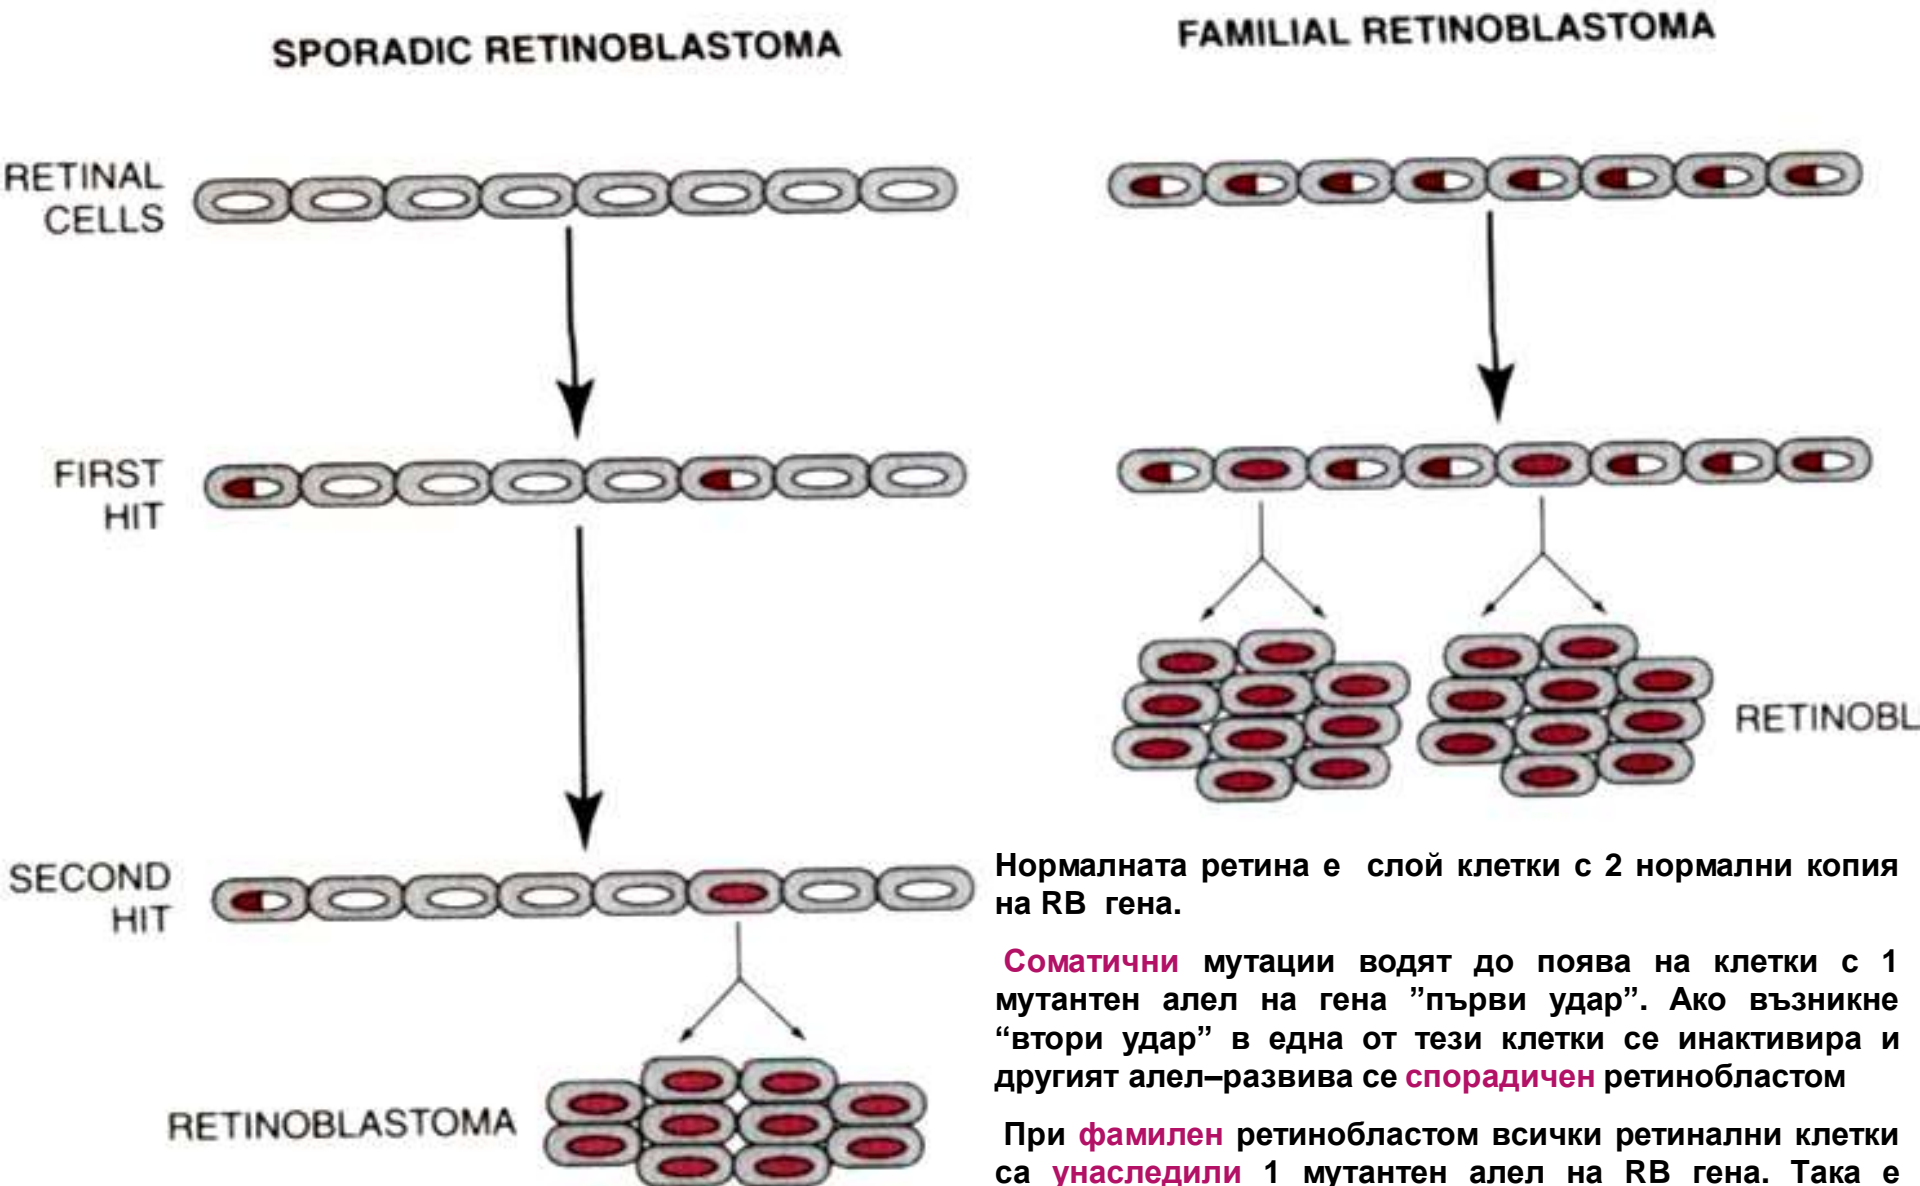 SPORADIC RETINOBLASTOMA
FAMILIAL RETINOBLASTOMA
RETINAL
CELLS
FIRST
HIT
RETINOBL
SECOND
HIT
RETINOBLASTOMA
Нормалната ретина е слой клетки с 2 нормални копия
на RB гена.
Соматични мутации водят до поява на клетки с 1
мутантен алел на гена ”първи удар”. Ако възникне
“втори удар” в една от тези клетки се инактивира и
другият алел–развива се спорадичен ретинобластом
При фамилен ретинобластом всички ретинални клетки
са унаследили 1 мутантен алел на RB гена. Така е